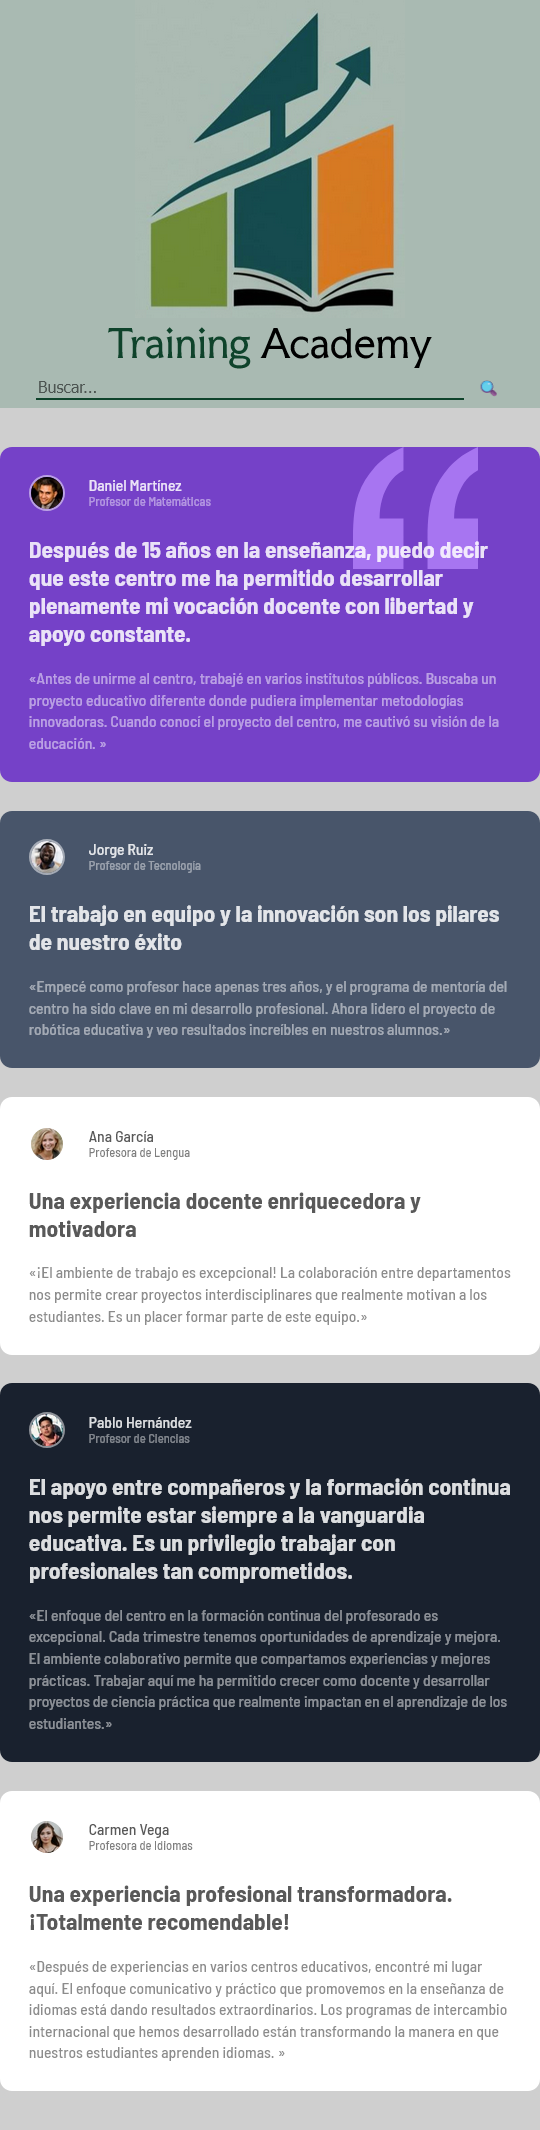 Training Academy
Buscar...
Daniel Martínez
Profesor de Matemáticas
Después de 15 años en la enseñanza, puedo decir
que este centro me ha permitido desarrollar
plenamente mi vocación docente con libertad y
apoyo constante.
«Antes de unirme al centro, trabajé en varios institutos públicos. Buscaba un
proyecto educativo diferente donde pudiera implementar metodologías
innovadoras. Cuando conocí el proyecto del centro, me cautivó su visión de la
educación. »
Jorge Ruiz
Profesor de Tecnología
El trabajo en equipo y la innovación son los pilares
de nuestro éxito
«Empecé como profesor hace apenas tres años, y el programa de mentoría del
centro ha sido clave en mi desarrollo profesional. Ahora lidero el proyecto de
robótica educativa y veo resultados increíbles en nuestros alumnos.»
Ana García
Profesora de Lengua
Una experiencia docente enriquecedora y
motivadora
«¡El ambiente de trabajo es excepcional! La colaboración entre departamentos
nos permite crear proyectos interdisciplinares que realmente motivan a los
estudiantes. Es un placer formar parte de este equipo.»
Pablo Hernández
Profesor de Ciencias
El apoyo entre compañeros y la formación continua
nos permite estar siempre a la vanguardia
educativa. Es un privilegio trabajar con
profesionales tan comprometidos.
«El enfoque del centro en la formación continua del profesorado es
excepcional. Cada trimestre tenemos oportunidades de aprendizaje y mejora.
El ambiente colaborativo permite que compartamos experiencias y mejores
prácticas. Trabajar aquí me ha permitido crecer como docente y desarrollar
proyectos de ciencia práctica que realmente impactan en el aprendizaje de los
estudiantes.»
Carmen Vega
Profesora de Idiomas
Una experiencia profesional transformadora.
¡Totalmente recomendable!
«Después de experiencias en varios centros educativos, encontré mi lugar
aquí. El enfoque comunicativo y práctico que promovemos en la enseñanza de
idiomas está dando resultados extraordinarios. Los programas de intercambio
internacional que hemos desarrollado están transformando la manera en que
nuestros estudiantes aprenden idiomas. »